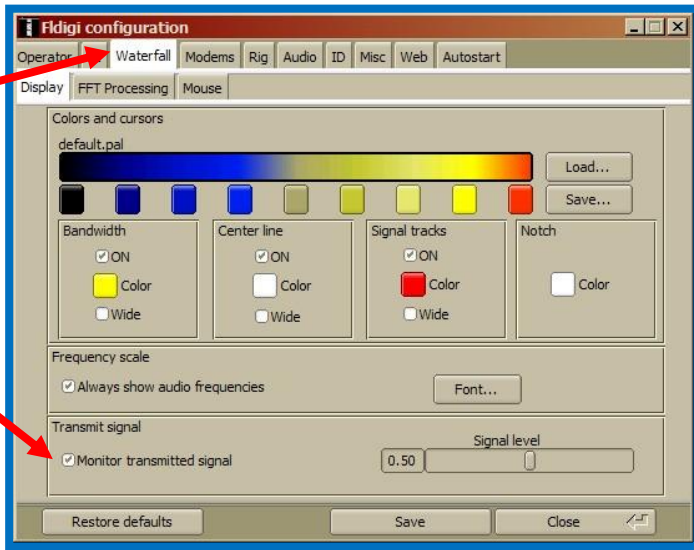 Fldigi configuration
Operator Waterfall Modems Rig Audio ID Misc Web Autostart
Display FFT Processing Mouse
Colors and cursors
default.pal
Load...
Save...
Bandwidth Center line Signal tracks Notch
ON ON ON
Color Color Color Color
Wide Wide Wide
Frequency scale
Always show audio frequencies Font...
Transmit signal
Signal level
Monitor transmitted signal 0.50
Restore defaults Save Close